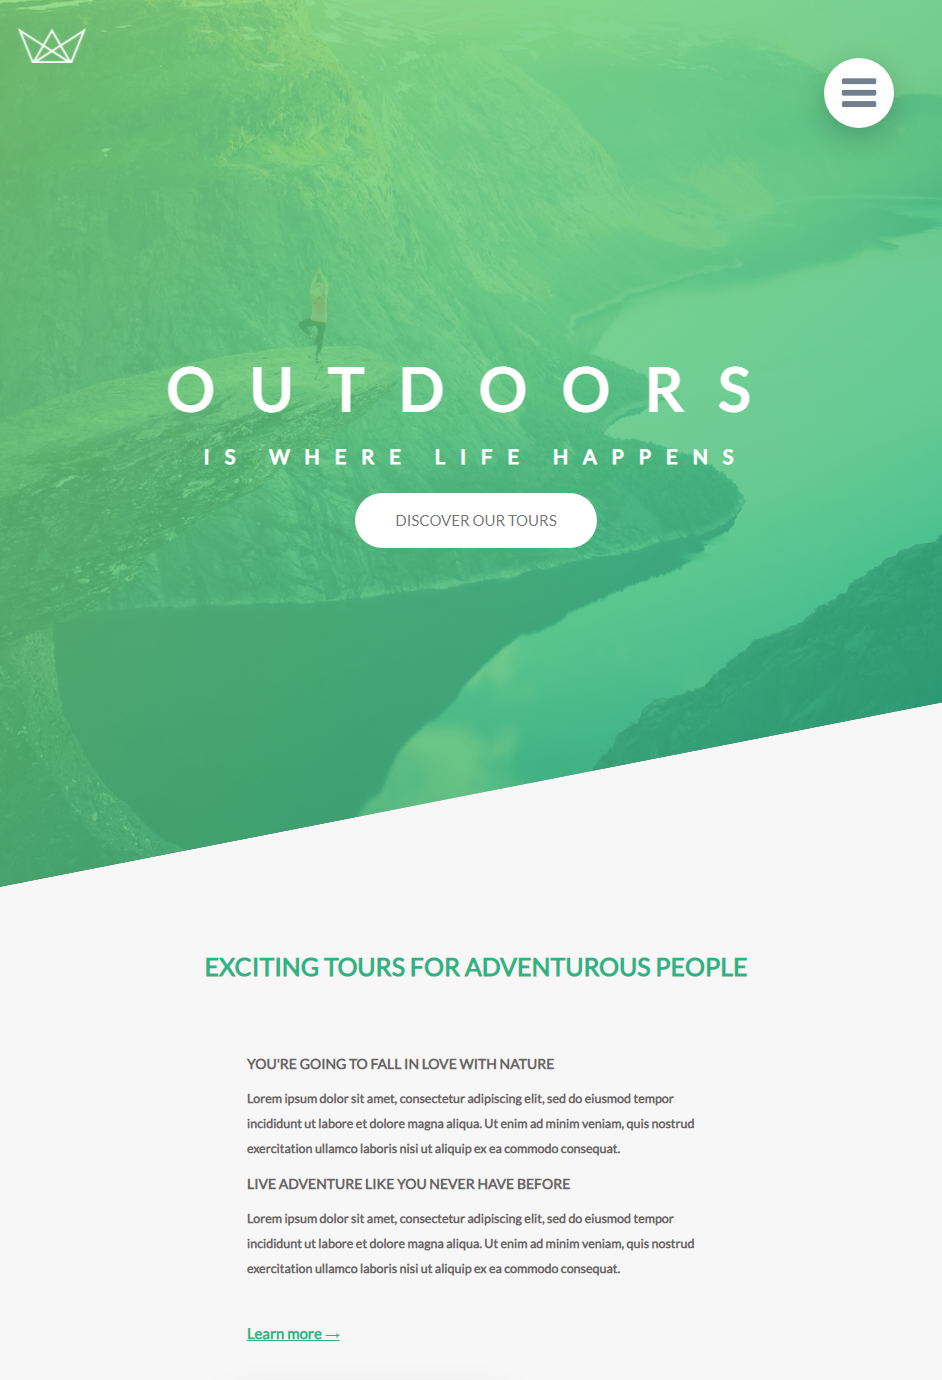 OUTDOORS
IS WHERE LIFE HAPPENS
DISCOVER OUR TOURS
EXCITING TOURS FOR ADVENTUROUS PEOPLE
YOU'RE GOING TO FALL IN LOVE WITH NATURE
Lorem ipsum dolor sit amet, consectetur adipiscing elit, sed do eiusmod tempor
incididunt ut labore et dolore magna aliqua. Ut enim ad minim veniam, quis nostrud
exercitation ullamco laboris nisi ut aliquip ex ea commodo consequat.
LIVE ADVENTURE LIKE YOU NEVER HAVE BEFORE
Lorem ipsum dolor sit amet, consectetur adipiscing elit, sed do eiusmod tempor
incididunt ut labore et dolore magna aliqua. Ut enim ad minim veniam, quis nostrud
exercitation ullamco laboris nisi ut aliquip ex ea commodo consequat.
Learn more →